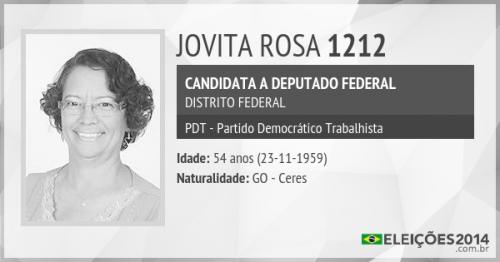 JOVITA ROSA 1212
CANDIDATA A DEPUTADO FEDERAL
DISTRITO FEDERAL
PDT - Partido Democrático Trabalhista
Idade: 54 anos (23-11-1959)
Naturalidade: GO - Ceres
ELEIÇÕES2014
.com.br